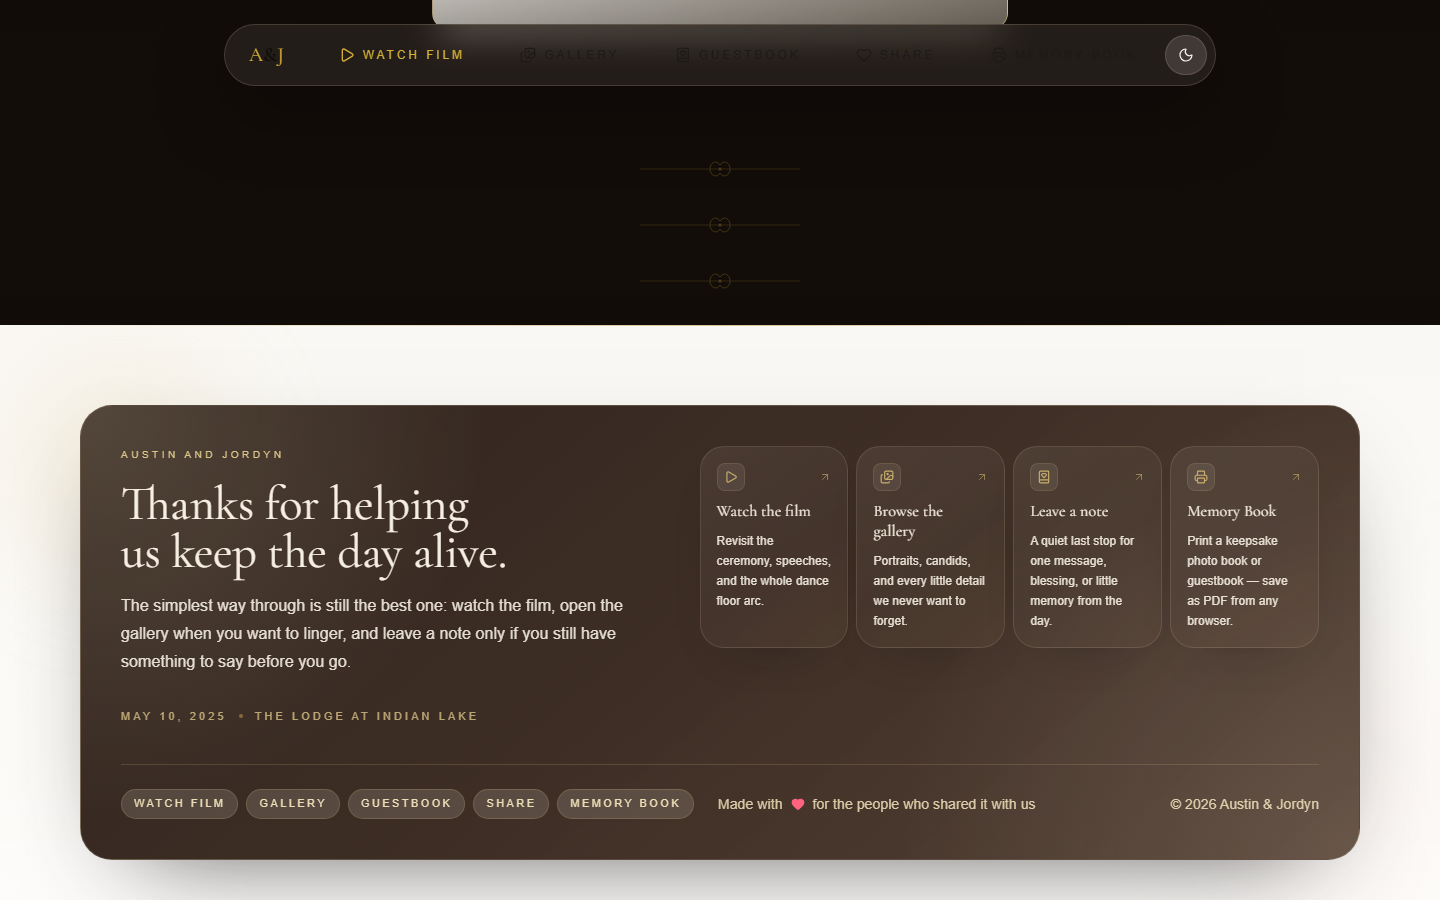 A&J
WATCH FILM
GALLERY
GUESTBOOK
SHARE
MEMORY BOOK
AUSTIN AND JORDYN
Thanks for helping
us keep the day alive.
The simplest way through is still the best one: watch the film, open the
gallery when you want to linger, and leave a note only if you still have
something to say before you go.
MAY 10, 2025 • THE LODGE AT INDIAN LAKE
Watch the film
Revisit the
ceremony, speeches,
and the whole dance
floor arc.
Browse the
gallery
Portraits, candids,
and every little detail
we never want to
forget.
Leave a note
A quiet last stop for
one message,
blessing, or little
memory from the
day.
Memory Book
Print a keepsake
photo book or
guestbook — save
as PDF from any
browser.
WATCH FILM
GALLERY
GUESTBOOK
SHARE
MEMORY BOOK
Made with ♥ for the people who shared it with us
© 2026 Austin & Jordyn